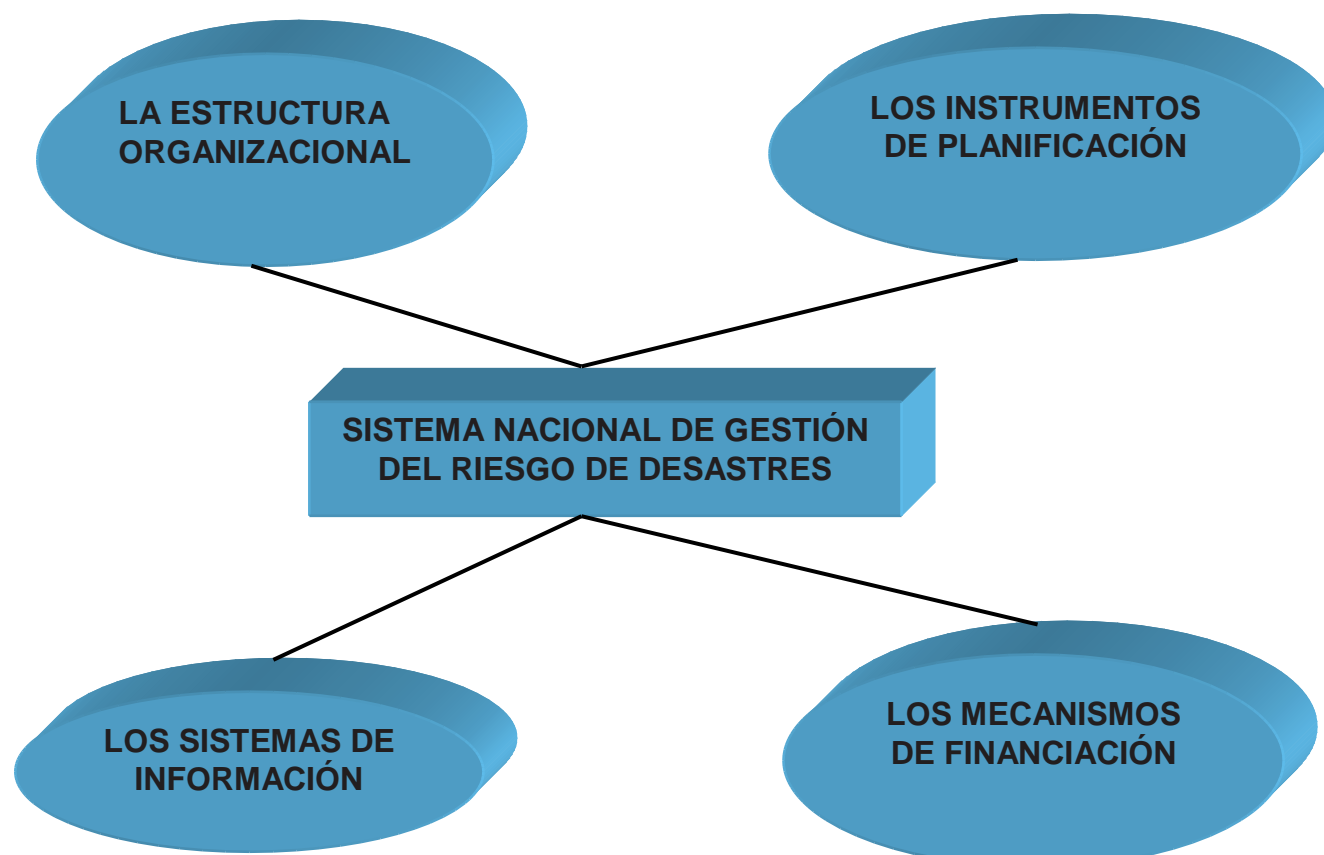 LA ESTRUCTURA
ORGANIZACIONAL
LOS INSTRUMENTOS
DE PLANIFICACIÓN
SISTEMA NACIONAL DE GESTIÓN
DEL RIESGO DE DESASTRES
LOS SISTEMAS DE
INFORMACIÓN
LOS MECANISMOS
DE FINANCIACIÓN